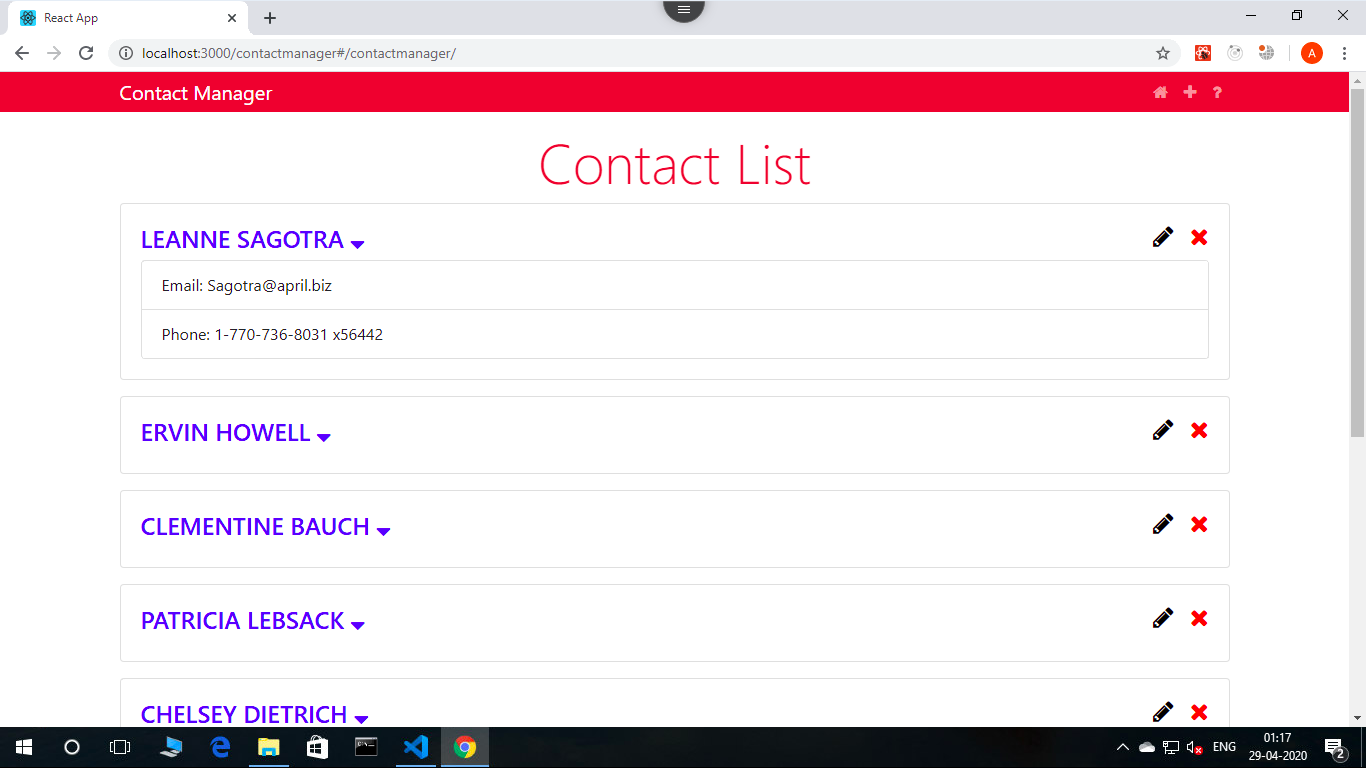 React App
localhost:3000/contactmanager#/contactmanager/
A
Contact Manager
Contact List
LEANNE SAGOTRA
Email: Sagotra@april.biz
Phone: 1-770-736-8031 x56442
ERVIN HOWELL
CLEMENTINE BAUCH
PATRICIA LEBSACK
CHELSEY DIETRICH
ENG
01:17
29-04-2020
2